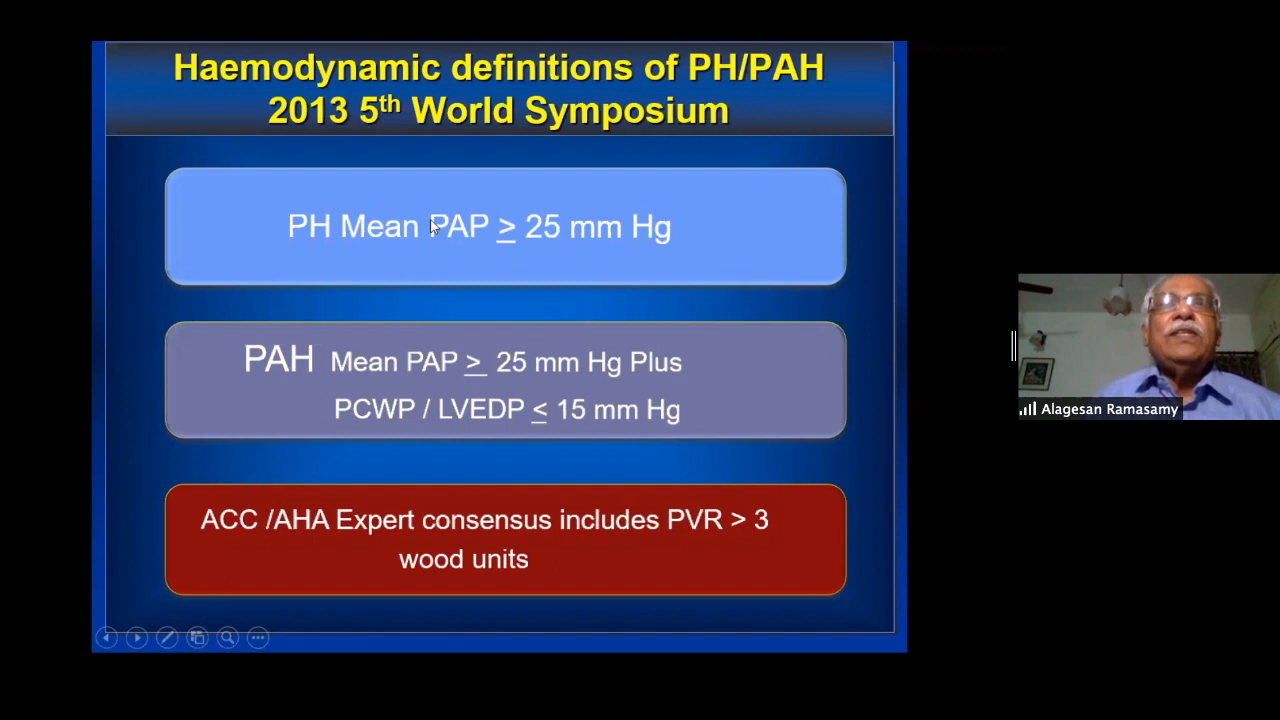 Haemodynamic definitions of PH/PAH
2013 5th World Symposium
PH Mean PAP ≥ 25 mm Hg
PAH Mean PAP ≥ 25 mm Hg Plus
PCWP / LVEDP ≤ 15 mm Hg
ACC /AHA Expert consensus includes PVR > 3
wood units
Alagesan Ramasamy